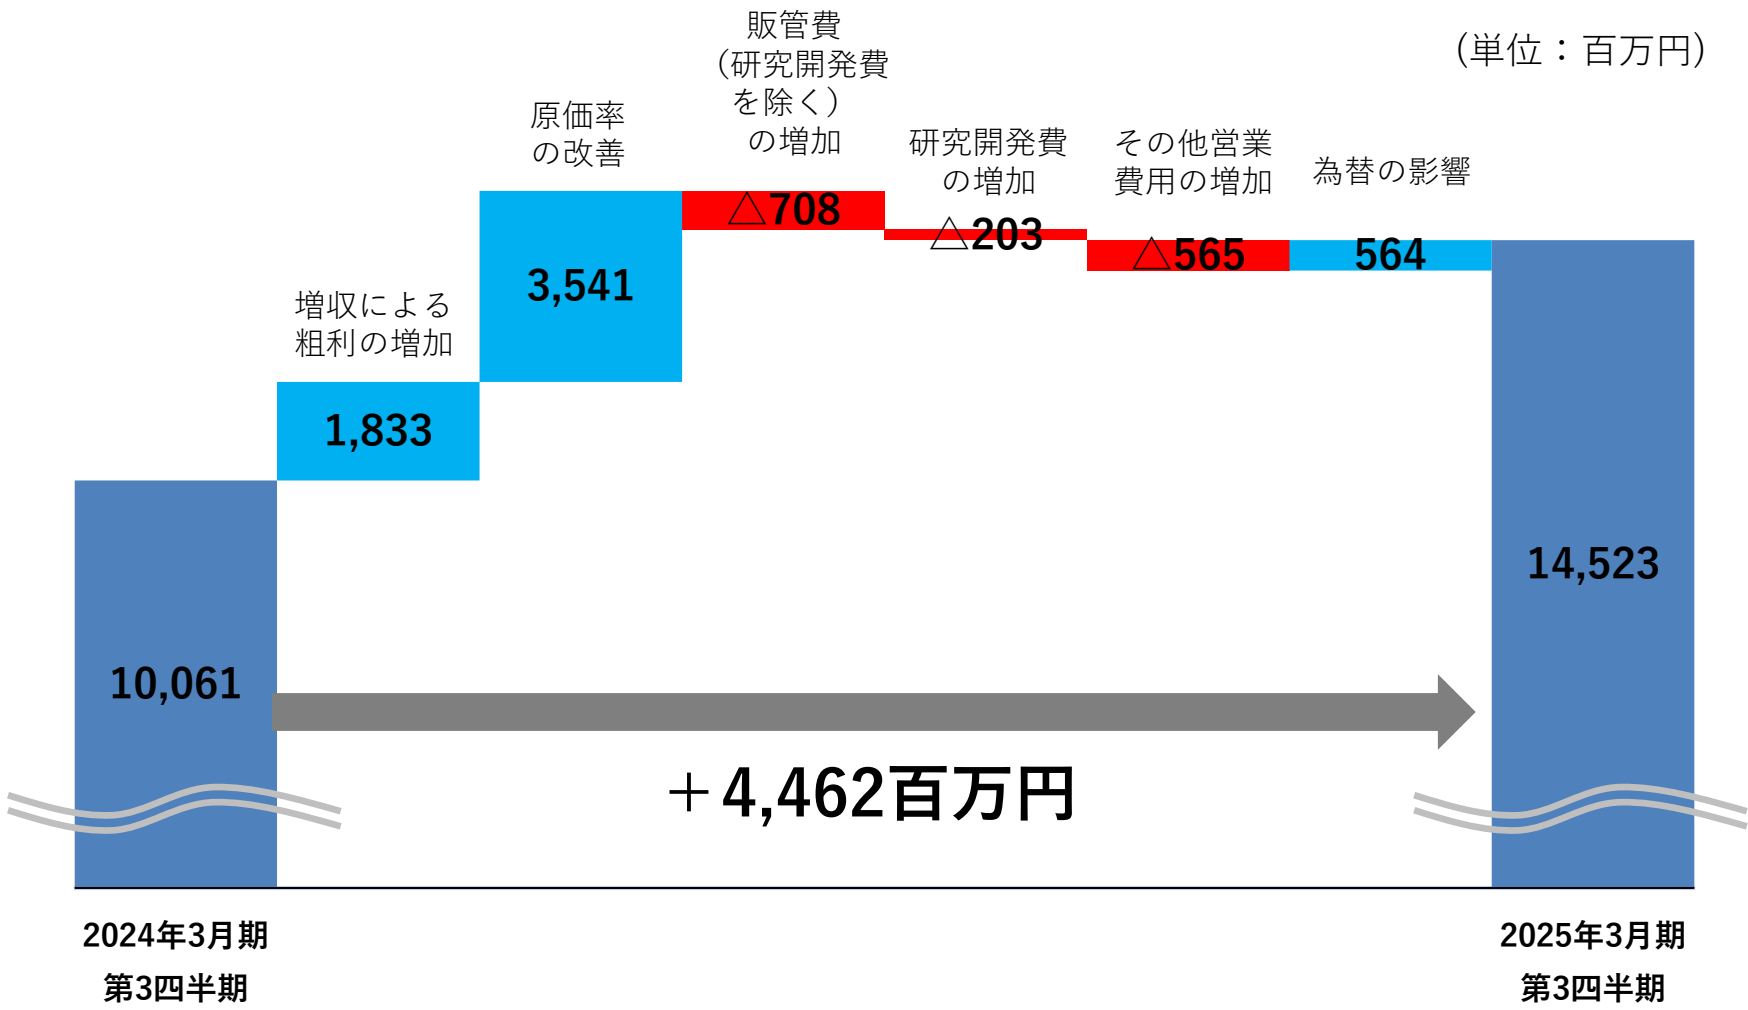 (単位：百万円)
販管費
(研究開発費
を除く)
の増加
原価率
の改善
研究開発費
の増加
その他営業
費用の増加
為替の影響
増収による
粗利の増加
△708
△203
△565
564
3,541
1,833
14,523
10,061
＋4,462百万円
2024年3月期
第3四半期
2025年3月期
第3四半期